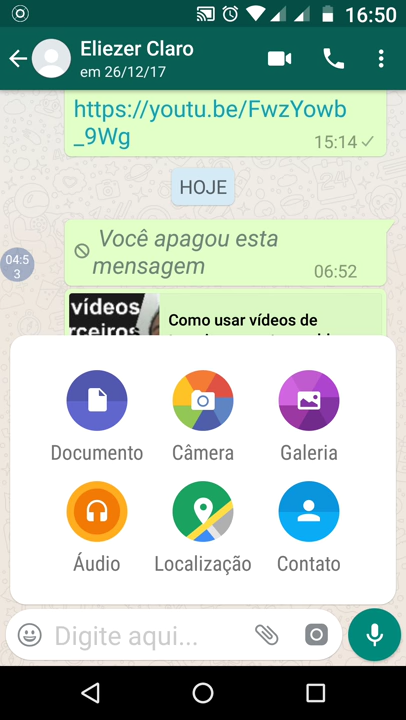 16:50
Eliezer Claro
em 26/12/17
https://youtu.be/FwzYowb
_9Wg
15:14
HOJE
Você apagou esta
mensagem
06:52
04:5
3
vídeos
rceiros
Como usar vídeos de
Documento
Câmera
Galeria
Áudio
Localização
Contato
Digite aqui...